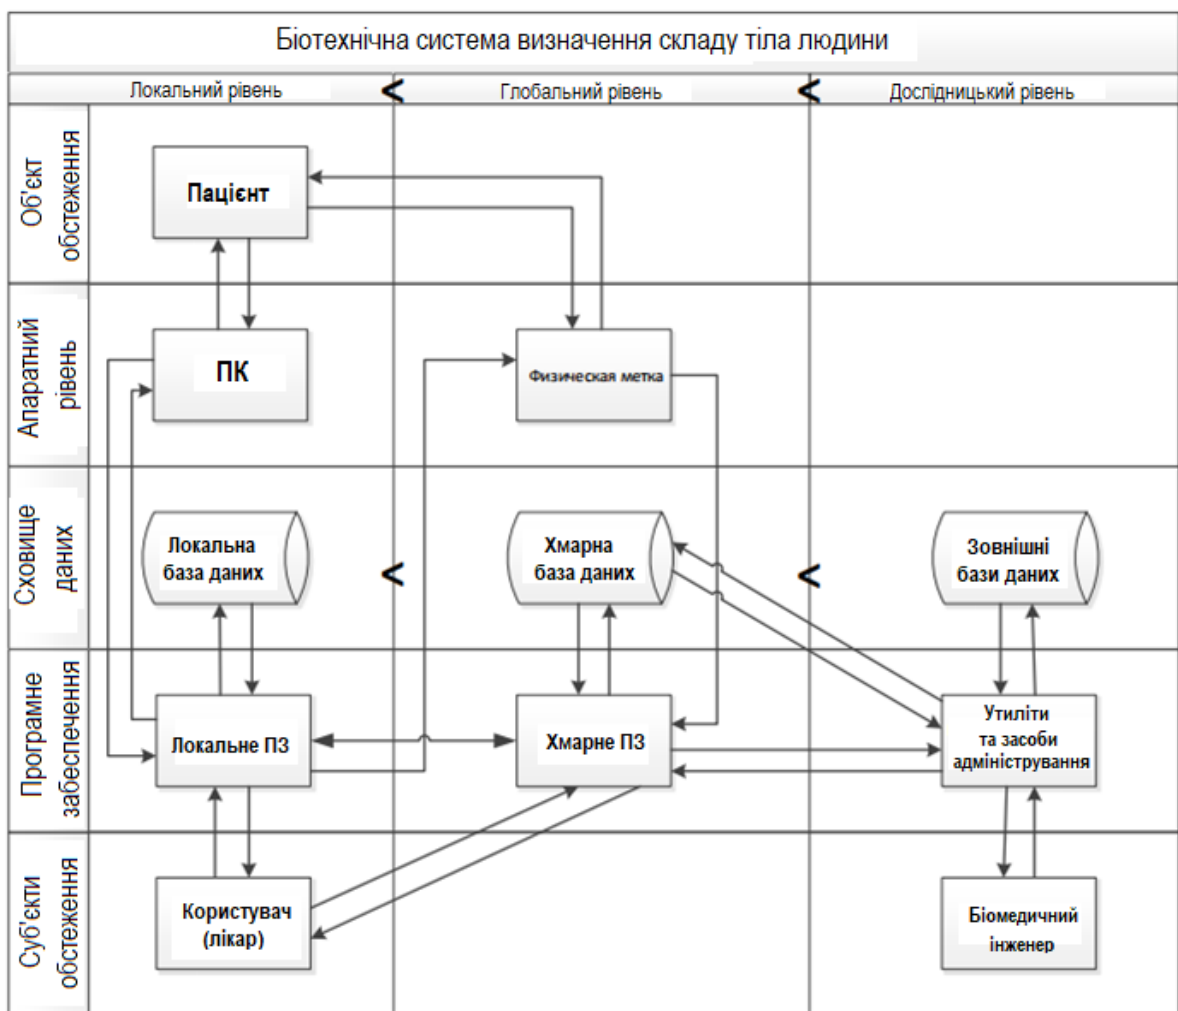 Біотехнічна система визначення складу тіла людини
Локальний рівень
<
Глобальний рівень
<
Дослідницький рівень
Об'єкт
обстеження
Пацієнт
Апаратний
рівень
ПК
Физическая метка
Сховище
даних
Локальна
база даних
<
Хмарна
база даних
<
Зовнішні
бази даних
Програмне
забеспечення
Локальне ПЗ
Хмарне ПЗ
Утиліти
та засоби
адміністрування
Суб'єкти
обстеження
Користувач
(лікар)
Біомедичний
інженер